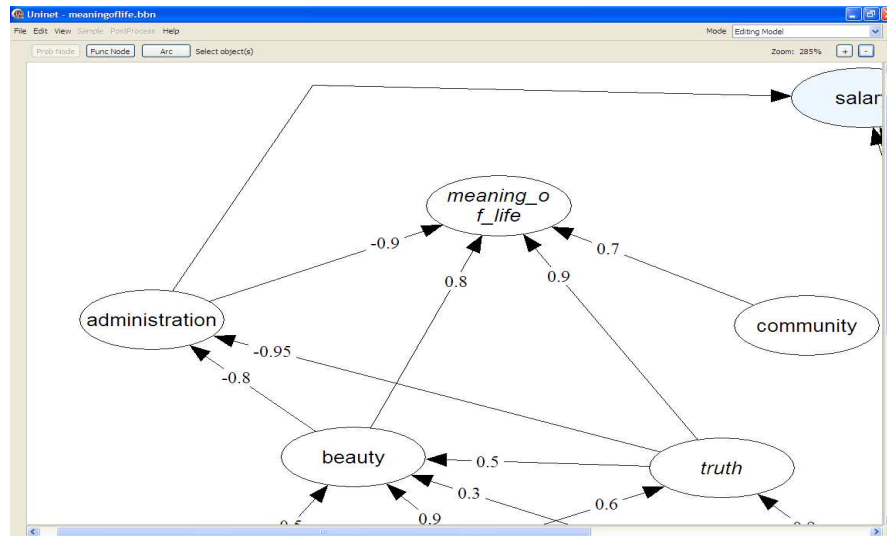 Uninet - meaningoflife.bbn
File Edit View Sample PostProcess Help
Mode Editing Model
Prob Node Func Node Arc Select object(s)
Zoom: 285% + -
salar
meaning_o
f_life
-0.9
0.7
0.8
0.9
administration
community
-0.95
-0.8
beauty
0.5
truth
0.3
0.6
0.9